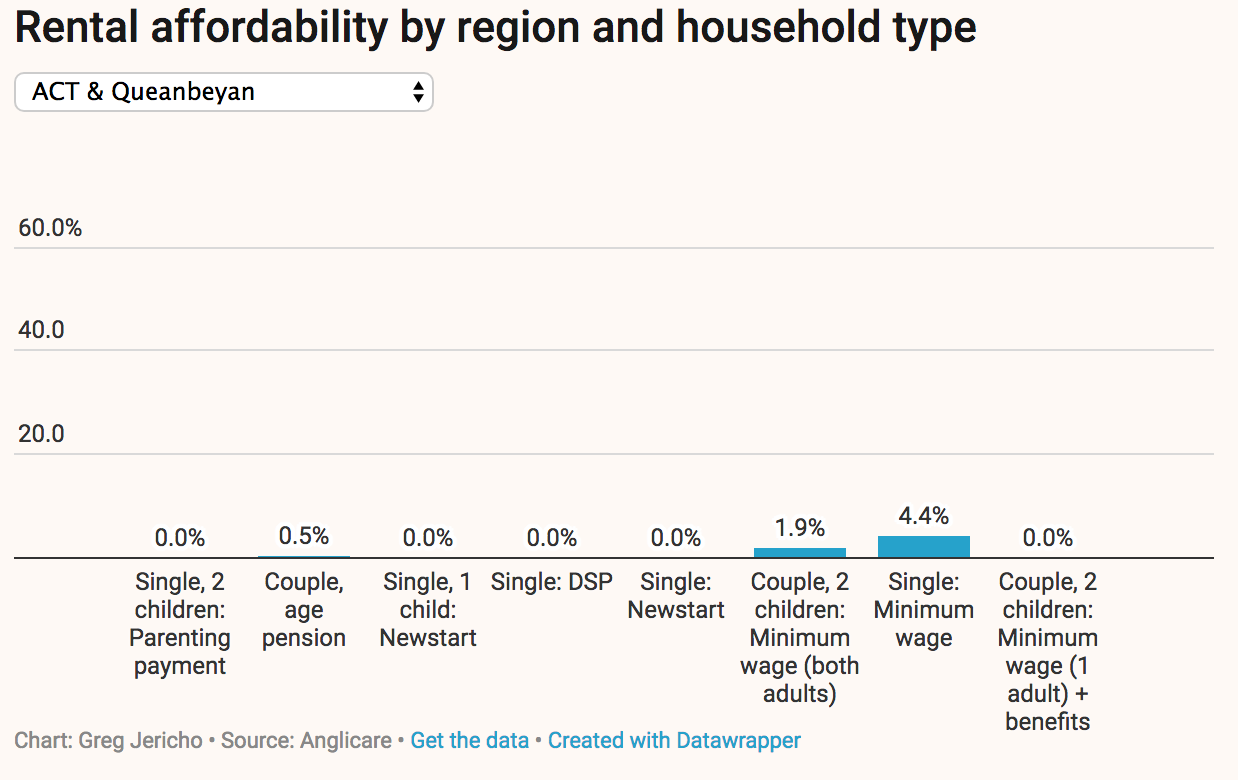 Rental affordability by region and household type
ACT & Queanbeyan
60.0%
40.0
20.0
0.0%
0.5%
0.0%
0.0%
0.0%
1.9%
4.4%
0.0%
Single, 2
children:
Parenting
payment
Couple,
age
pension
Single, 1
child:
Newstart
Single: DSP
Single:
Newstart
Couple, 2
children:
Minimum
wage (both
adults)
Single:
Minimum
wage
Couple, 2
children:
Minimum
wage (1
adult) +
benefits
Chart: Greg Jericho • Source: Anglicare • Get the data • Created with Datawrapper